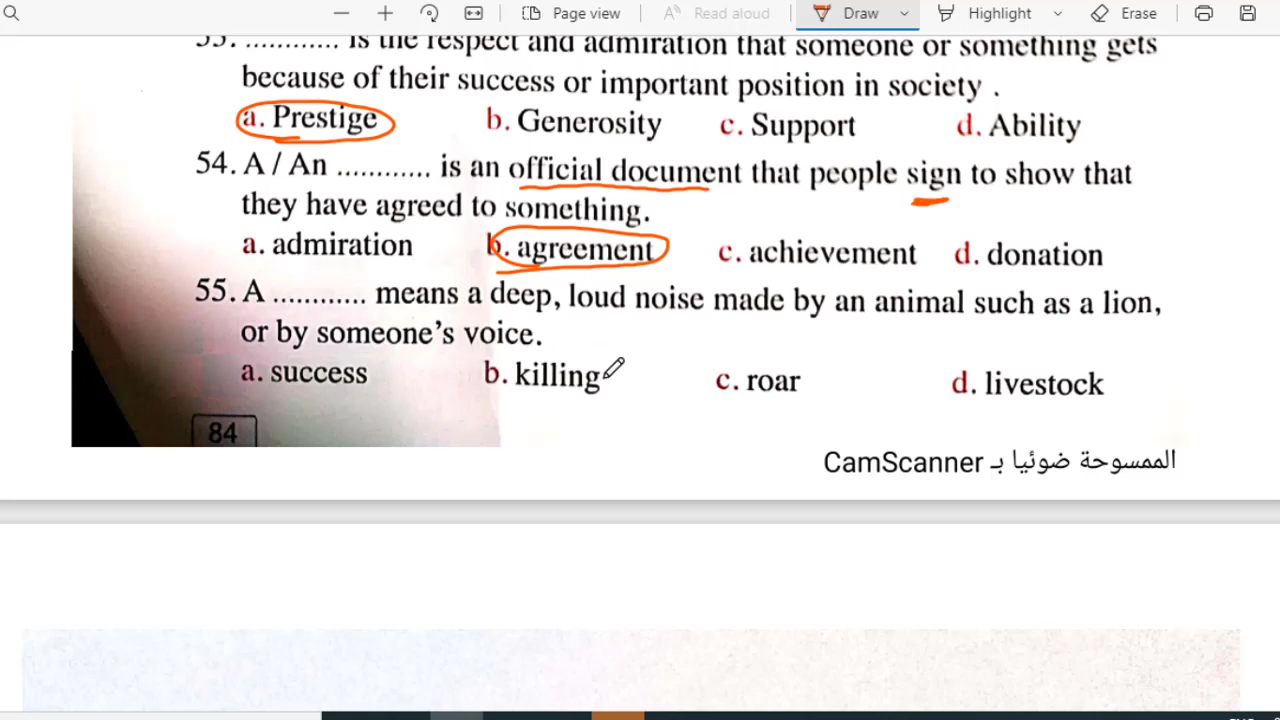 Page view
Read aloud
Draw
Highlight
Erase
53. ............ is the respect and admiration that someone or something gets
because of their success or important position in society .
a. Prestige b. Generosity c. Support d. Ability
54. A / An ............ is an official document that people sign to show that
they have agreed to something.
a. admiration b. agreement c. achievement d. donation
55. A ............ means a deep, loud noise made by an animal such as a lion,
or by someone's voice.
a. success b. killing c. roar d. livestock
84
الممسوحة ضوئيا بـ CamScanner